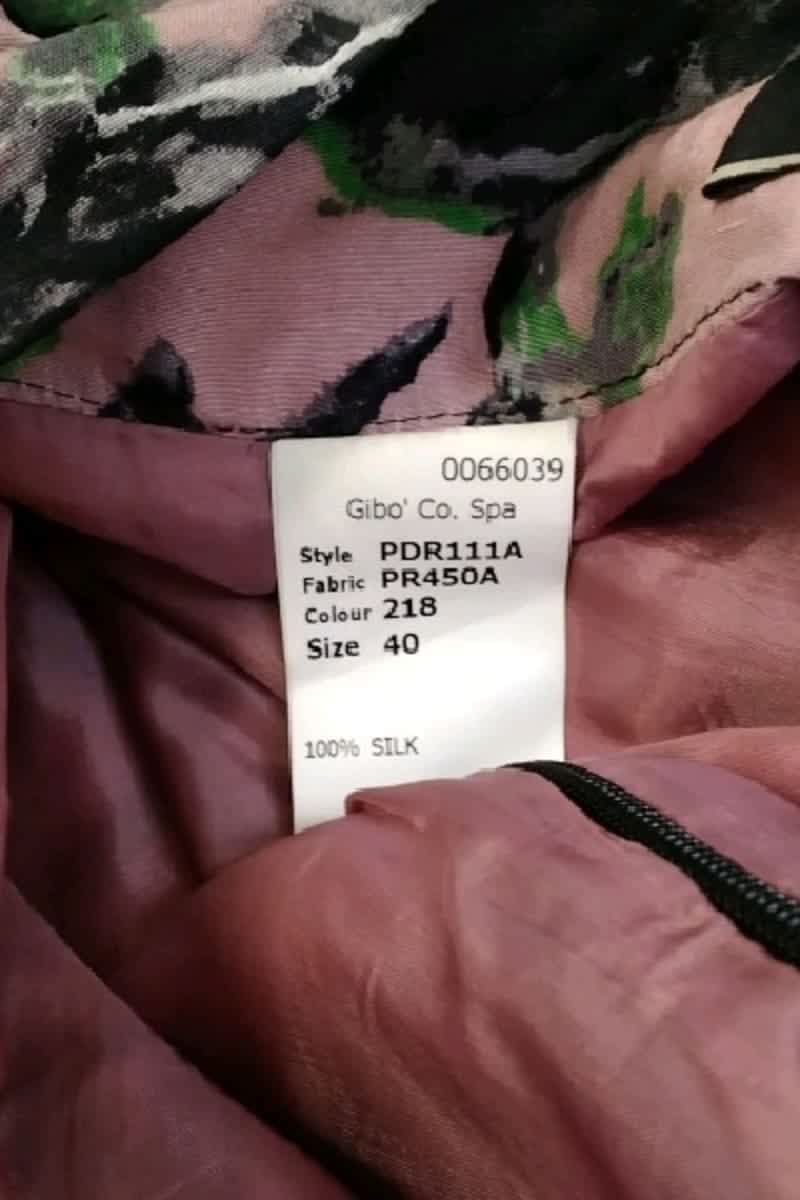 0066039
Gibo' Co. Spa
Style PDR111A
Fabric PR450A
Colour 218
Size 40
100% SILK